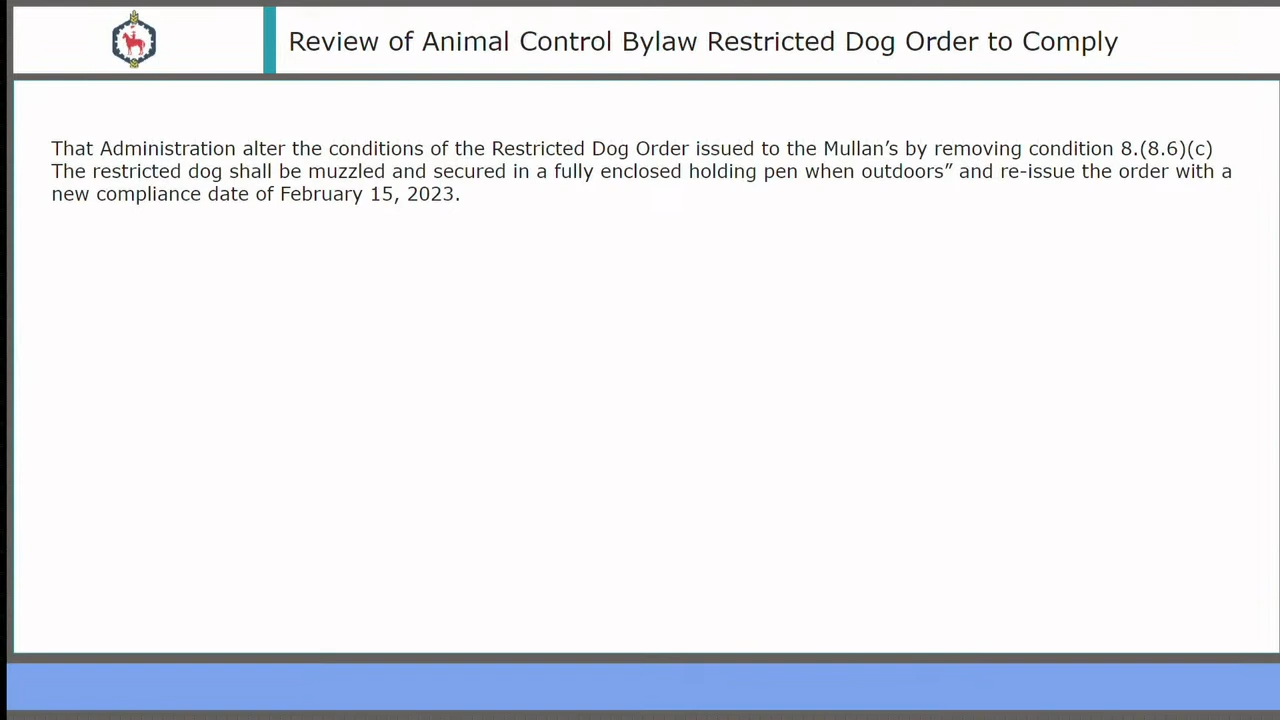 Review of Animal Control Bylaw Restricted Dog Order to Comply
That Administration alter the conditions of the Restricted Dog Order issued to the Mullan’s by removing condition 8.(8.6)(c)
The restricted dog shall be muzzled and secured in a fully enclosed holding pen when outdoors” and re-issue the order with a
new compliance date of February 15, 2023.